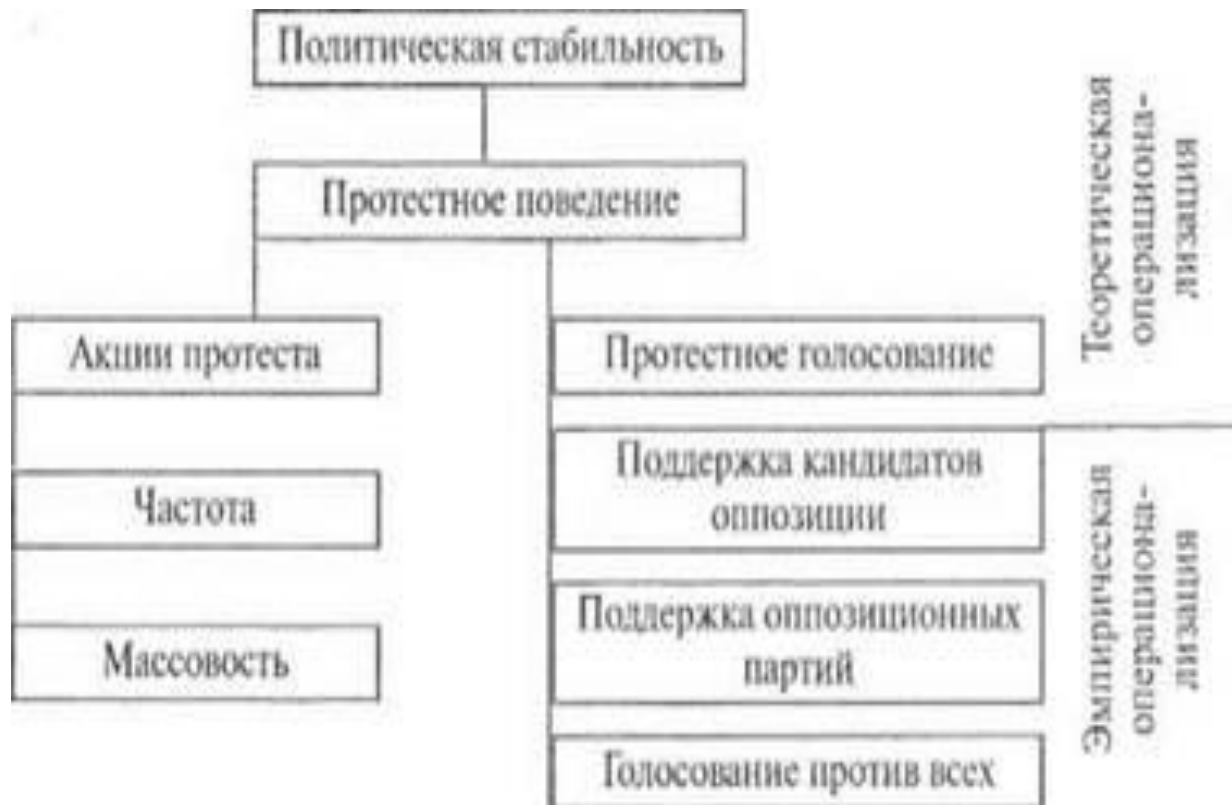 Политическая стабильность
Протестное поведение
Акции протеста
Протестное голосование
Частота
Поддержка кандидатов
оппозиции
Массовость
Поддержка оппозиционных
партий
Голосование против всех
Теоретическая
операциона-
лизация
Эмпирическая
операциона-
лизация